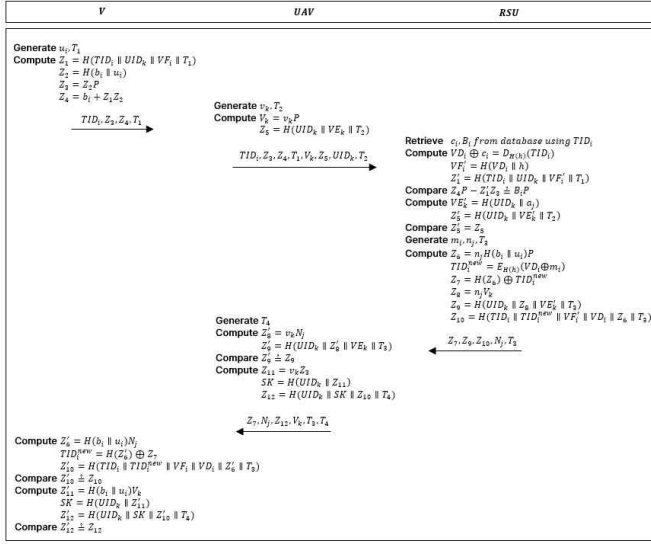 V UAV RSU
Generate u_i, T_1
Compute Z_1 = H(TID_i ∥ UID_k ∥ VF_i ∥ T_1)
Z_2 = H(b_i ∥ u_i)
Z_3 = Z_2P
Z_4 = b_i + Z_1Z_2
TID_i, Z_3, Z_4, T_1
Generate v_k, T_2
Compute V_k = v_kP
Z_5 = H(UID_k ∥ VE_k ∥ T_2)
TID_i, Z_3, Z_4, T_1, V_k, Z_5, UID_k, T_2
Retrieve c_i, B_i from database using TID_i
Compute VD_i ⊕ c_i = D_{H(h)}(TID_i)
VF_i' = H(VD_i ∥ h)
Z_1' = H(TID_i ∥ UID_k ∥ VF_i' ∥ T_1)
Compare Z_4P − Z_1'Z_3 ≟ B_iP
Compute VE_k' = H(UID_k ∥ a_j)
Z_5' = H(UID_k ∥ VE_k' ∥ T_2)
Compare Z_5' = Z_5
Generate m_i, n_j, T_3
Compute Z_6 = n_jH(b_i ∥ u_i)P
TID_i^{new} = E_{H(h)}(VD_i⊕m_i)
Z_7 = H(Z_6) ⊕ TID_i^{new}
Z_8 = n_jV_k
Z_9 = H(UID_k ∥ Z_8 ∥ VE_k' ∥ T_3)
Z_10 = H(TID_i ∥ TID_i^{new} ∥ VF_i' ∥ VD_i ∥ Z_6 ∥ T_3)
Z_7, Z_9, Z_10, N_j, T_3
Generate T_4
Compute Z_8' = v_kN_j
Z_9' = H(UID_k ∥ Z_8' ∥ VE_k ∥ T_3)
Compare Z_9' ≟ Z_9
Compute Z_11 = v_kZ_3
SK = H(UID_k ∥ Z_11)
Z_12 = H(UID_k ∥ SK ∥ Z_10 ∥ T_4)
Z_7, N_j, Z_12, V_k, T_3, T_4
Compute Z_6' = H(b_i ∥ u_i)N_j
TID_i^{new} = H(Z_6') ⊕ Z_7
Z_10' = H(TID_i ∥ TID_i^{new} ∥ VF_i ∥ VD_i ∥ Z_6' ∥ T_3)
Compare Z_10' ≟ Z_10
Compute Z_11' = H(b_i ∥ u_i)V_k
SK = H(UID_k ∥ Z_11')
Z_12' = H(UID_k ∥ SK ∥ Z_10' ∥ T_4)
Compare Z_12' ≟ Z_12